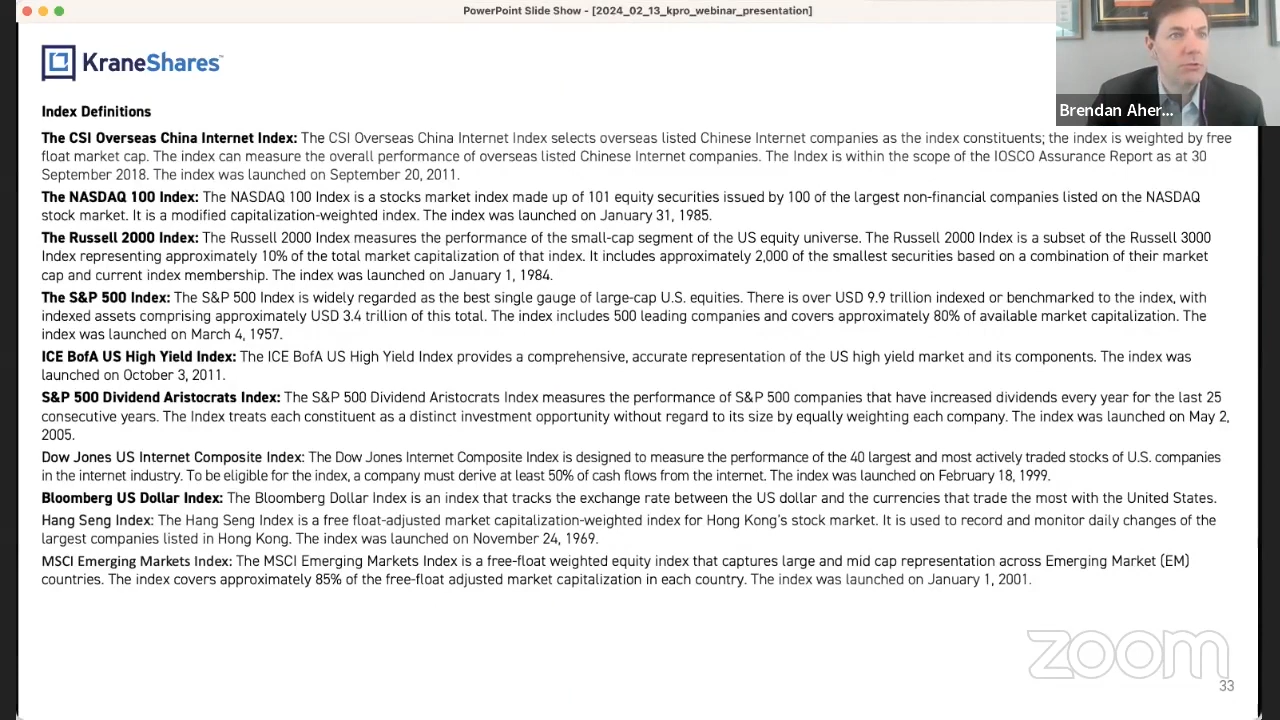 PowerPoint Slide Show - [2024_02_13_kpro_webinar_presentation]
KraneShares™
Brendan Aher...
Index Definitions
The CSI Overseas China Internet Index: The CSI Overseas China Internet Index selects overseas listed Chinese Internet companies as the index constituents; the index is weighted by free
float market cap. The index can measure the overall performance of overseas listed Chinese Internet companies. The Index is within the scope of the IOSCO Assurance Report as at 30
September 2018. The index was launched on September 20, 2011.
The NASDAQ 100 Index: The NASDAQ 100 Index is a stocks market index made up of 101 equity securities issued by 100 of the largest non-financial companies listed on the NASDAQ
stock market. It is a modified capitalization-weighted index. The index was launched on January 31, 1985.
The Russell 2000 Index: The Russell 2000 Index measures the performance of the small-cap segment of the US equity universe. The Russell 2000 Index is a subset of the Russell 3000
Index representing approximately 10% of the total market capitalization of that index. It includes approximately 2,000 of the smallest securities based on a combination of their market
cap and current index membership. The index was launched on January 1, 1984.
The S&P 500 Index: The S&P 500 Index is widely regarded as the best single gauge of large-cap U.S. equities. There is over USD 9.9 trillion indexed or benchmarked to the index, with
indexed assets comprising approximately USD 3.4 trillion of this total. The index includes 500 leading companies and covers approximately 80% of available market capitalization. The
index was launched on March 4, 1957.
ICE BofA US High Yield Index: The ICE BofA US High Yield Index provides a comprehensive, accurate representation of the US high yield market and its components. The index was
launched on October 3, 2011.
S&P 500 Dividend Aristocrats Index: The S&P 500 Dividend Aristocrats Index measures the performance of S&P 500 companies that have increased dividends every year for the last 25
consecutive years. The Index treats each constituent as a distinct investment opportunity without regard to its size by equally weighting each company. The index was launched on May 2,
2005.
Dow Jones US Internet Composite Index: The Dow Jones Internet Composite Index is designed to measure the performance of the 40 largest and most actively traded stocks of U.S. companies
in the internet industry. To be eligible for the index, a company must derive at least 50% of cash flows from the internet. The index was launched on February 18, 1999.
Bloomberg US Dollar Index: The Bloomberg Dollar Index is an index that tracks the exchange rate between the US dollar and the currencies that trade the most with the United States.
Hang Seng Index: The Hang Seng Index is a free float-adjusted market capitalization-weighted index for Hong Kong's stock market. It is used to record and monitor daily changes of the
largest companies listed in Hong Kong. The index was launched on November 24, 1969.
MSCI Emerging Markets Index: The MSCI Emerging Markets Index is a free-float weighted equity index that captures large and mid cap representation across Emerging Market (EM)
countries. The index covers approximately 85% of the free-float adjusted market capitalization in each country. The index was launched on January 1, 2001.
zoom
33